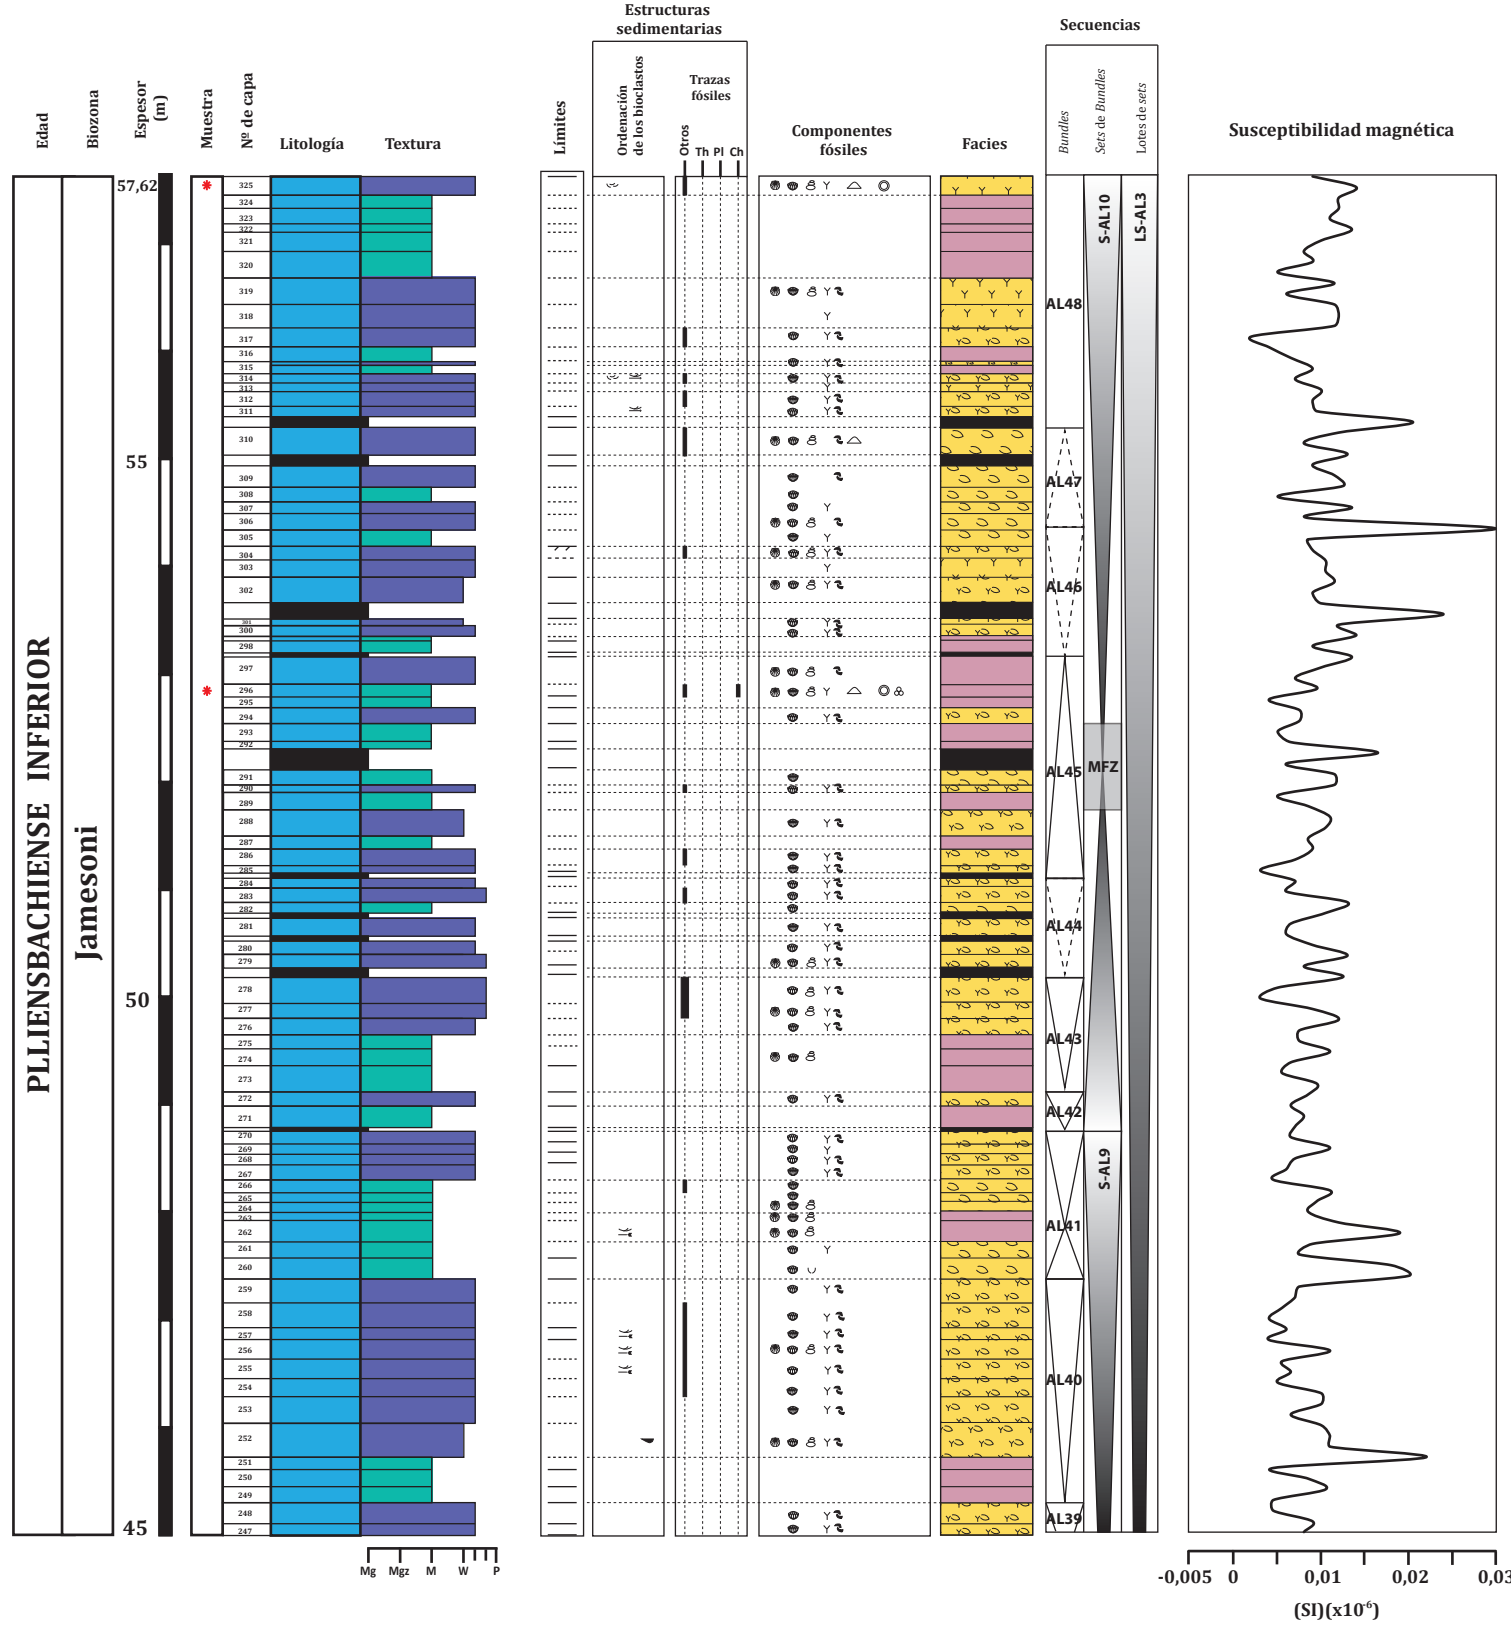 Estructuras
sedimentarias
Secuencias
Edad
Biozona
Espesor
(m)
Muestra
Nº de capa
Litología
Textura
Límites
Ordenación
de los bioclastos
Trazas
fósiles
Otros
Th Pl Ch
Componentes
fósiles
Facies
Bundles
Sets de Bundles
Lotes de sets
Susceptibilidad magnética
PLLIENSBACHIENSE INFERIOR
Jamesoni
57,62
55
50
45
325
324
323
322
321
320
319
318
317
316
315
314
313
312
311
310
309
308
307
306
305
304
303
302
301
300
298
297
296
295
294
293
292
291
290
289
288
287
286
285
284
283
282
281
280
279
278
277
276
275
274
273
272
271
270
269
268
267
266
265
264
263
262
261
260
259
258
257
256
255
254
253
252
251
250
249
248
247
AL48
AL47
AL46
AL45
AL44
AL43
AL42
AL41
AL40
AL39
S-AL10
MFZ
S-AL9
LS-AL3
Mg Mgz M W P
-0,005 0 0,01 0,02 0,03
(SI)(x10⁻⁶)